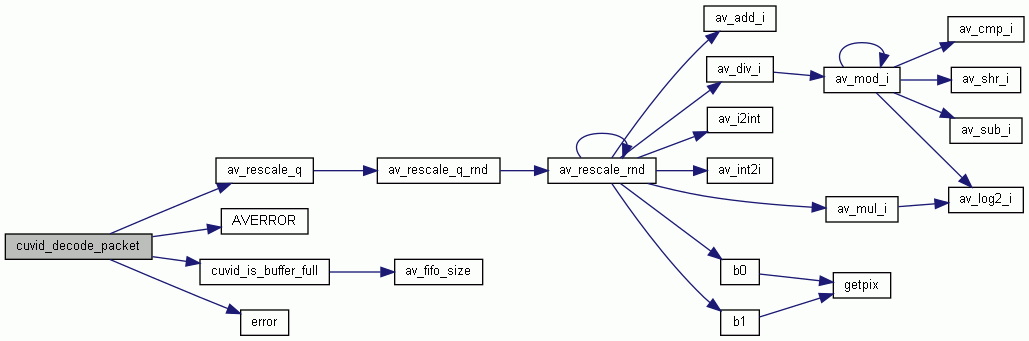 av_add_i
av_cmp_i
av_div_i
av_mod_i
av_shr_i
av_i2int
av_sub_i
av_rescale_q
av_rescale_q_rnd
av_rescale_rnd
av_int2i
av_log2_i
av_mul_i
AVERROR
cuvid_decode_packet
cuvid_is_buffer_full
av_fifo_size
b0
getpix
error
b1